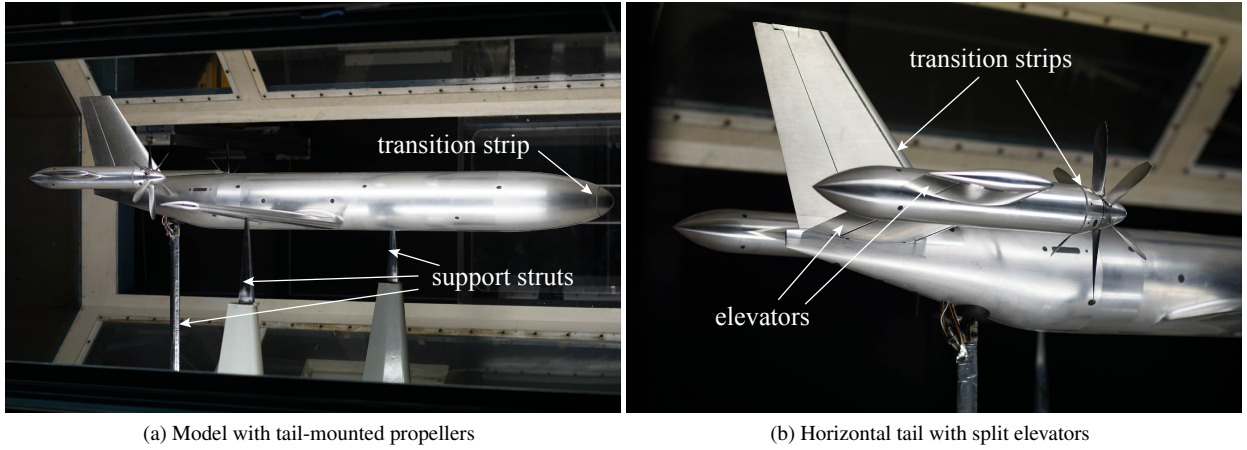 transition strip
support struts
(a) Model with tail-mounted propellers
transition strips
elevators
(b) Horizontal tail with split elevators